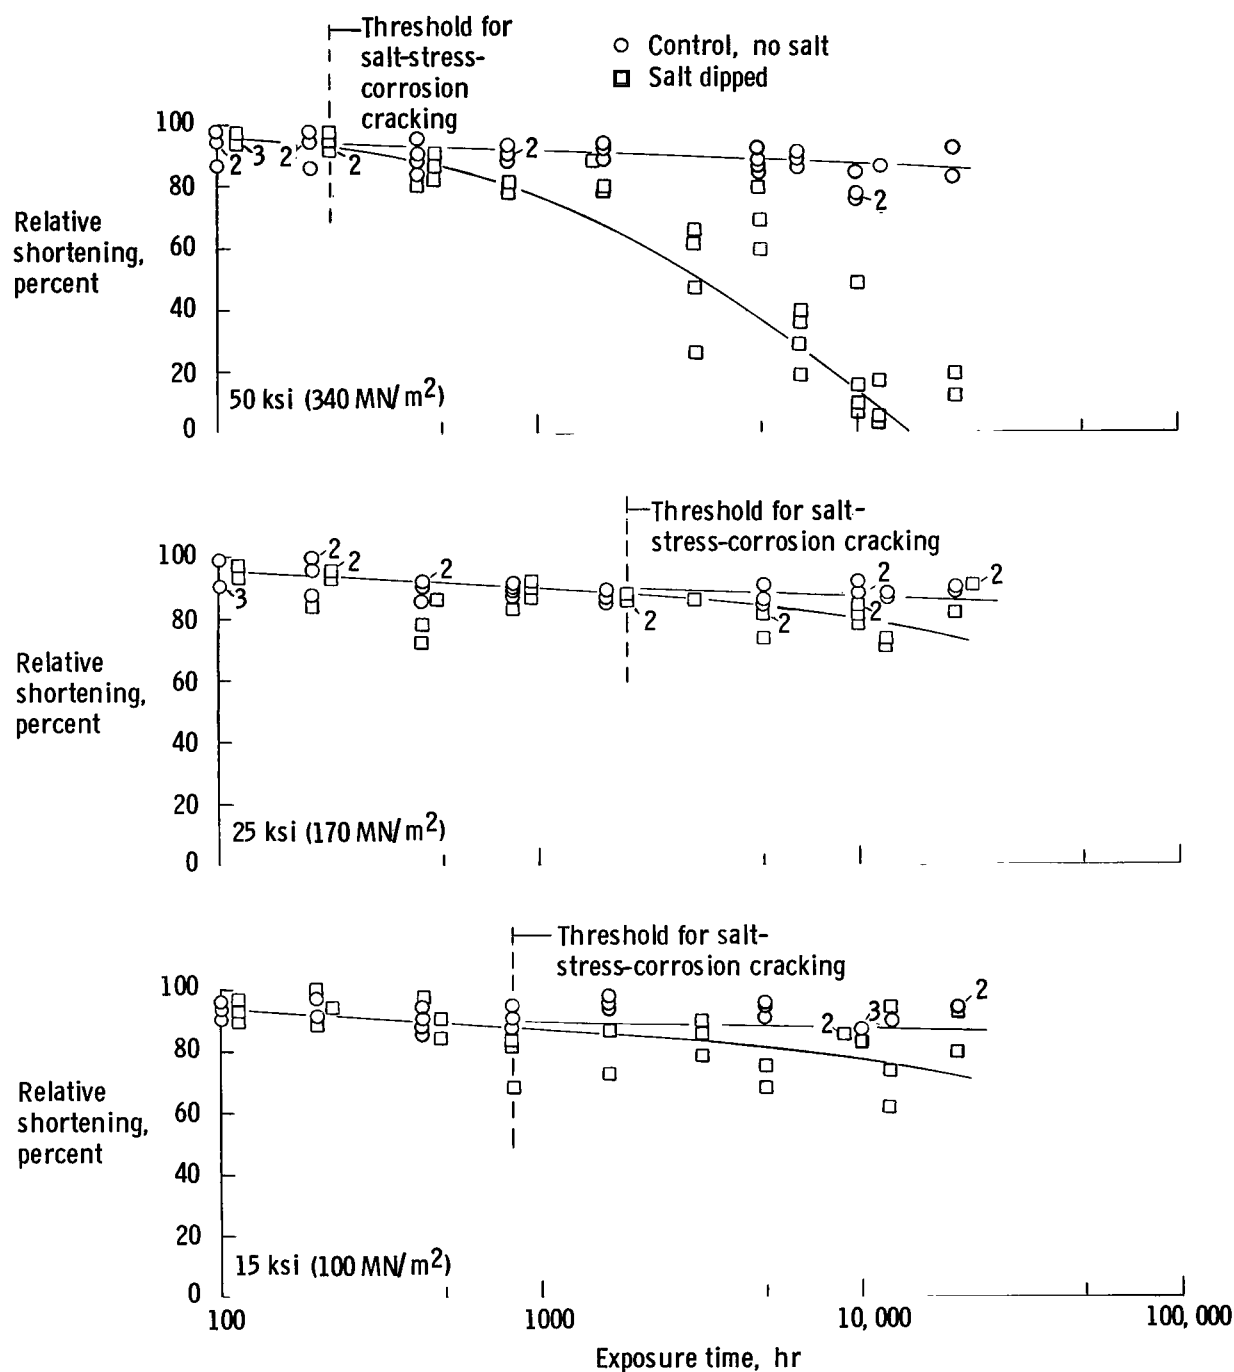 Threshold for
salt-stress-
corrosion
cracking
Control, no salt
Salt dipped
100
80
60
40
20
0
2
3
2
2
2
2
Relative
shortening,
percent
50 ksi (340 MN/m²)
Threshold for salt-
stress-corrosion cracking
100
80
60
40
20
0
3
2
2
2
2
2
2
2
2
Relative
shortening,
percent
25 ksi (170 MN/m²)
Threshold for salt-
stress-corrosion cracking
100
80
60
40
20
0
2
3
2
Relative
shortening,
percent
15 ksi (100 MN/m²)
100
1000
10,000
100,000
Exposure time, hr